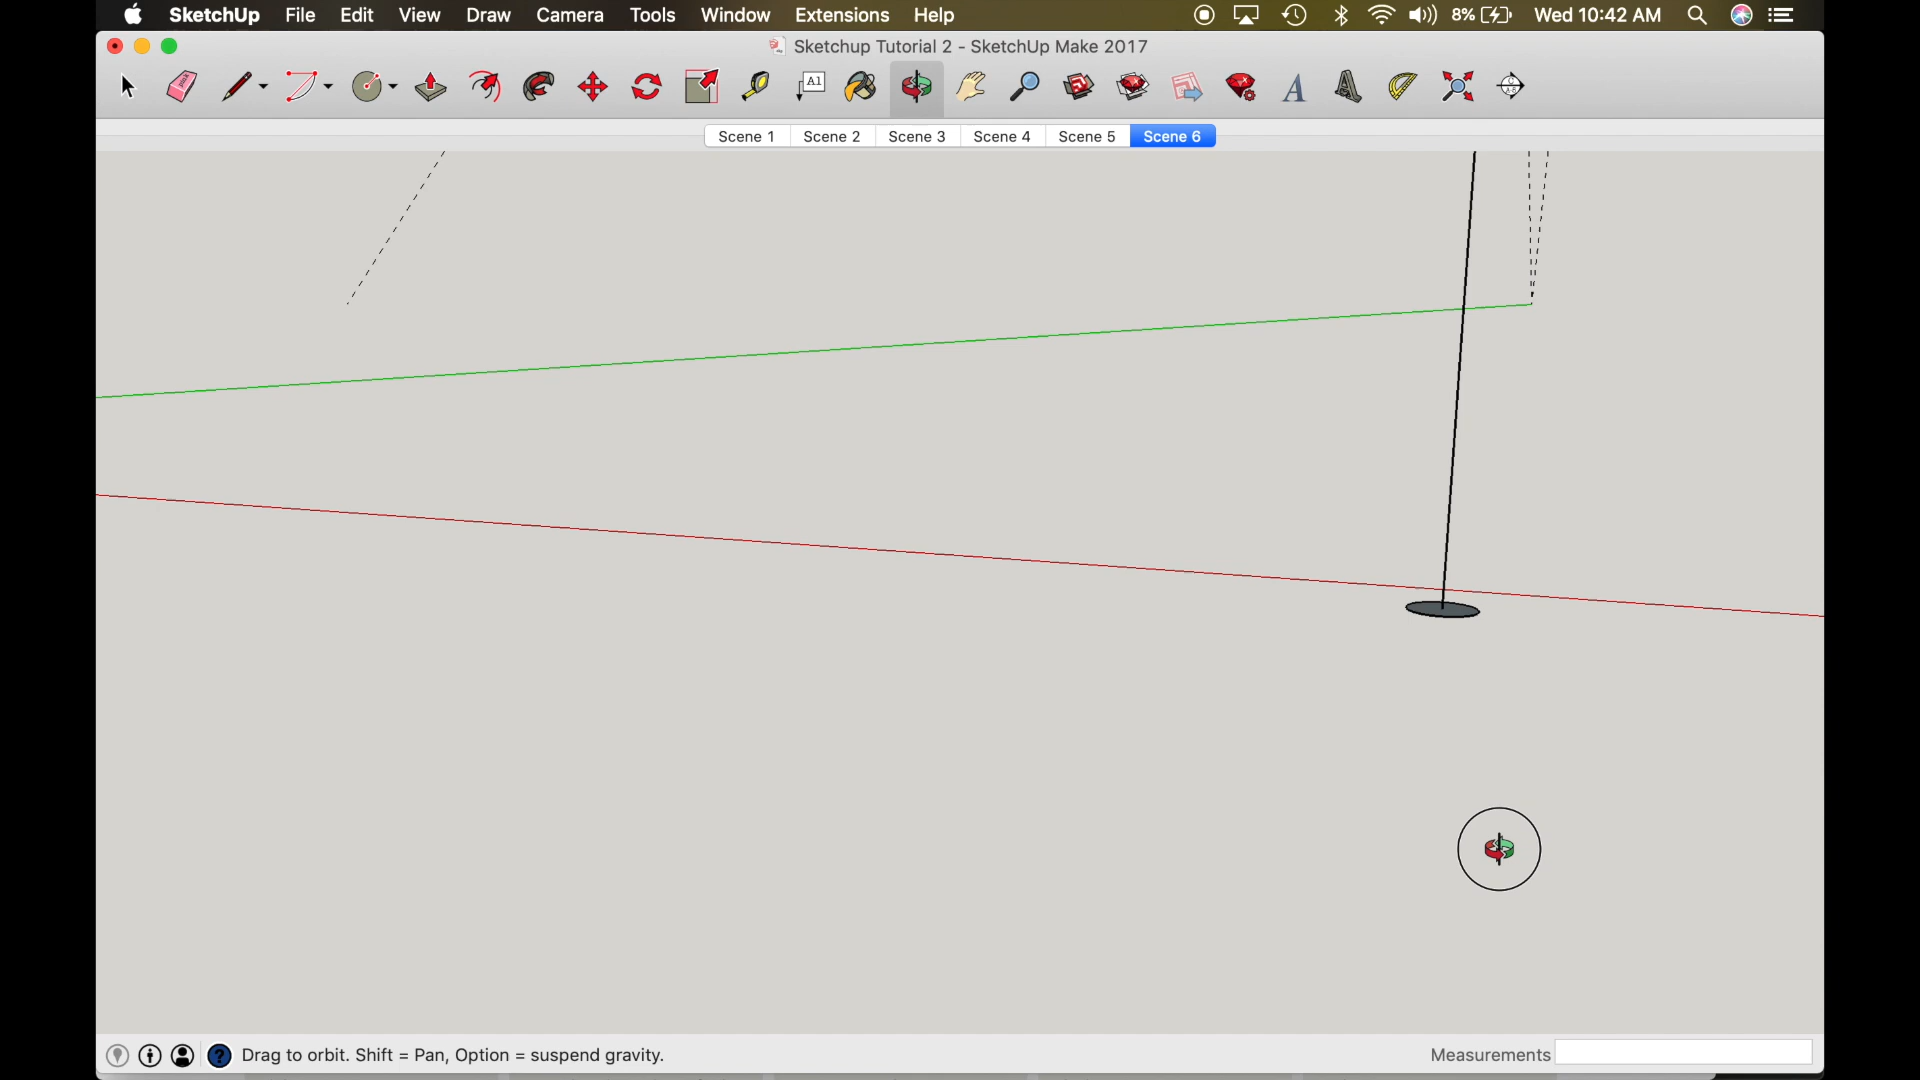 SketchUp File Edit View Draw Camera Tools Window Extensions Help 8% Wed 10:42 AM
Sketchup Tutorial 2 - SketchUp Make 2017
A1 A
Scene 1 Scene 2 Scene 3 Scene 4 Scene 5 Scene 6
? Drag to orbit. Shift = Pan, Option = suspend gravity. Measurements